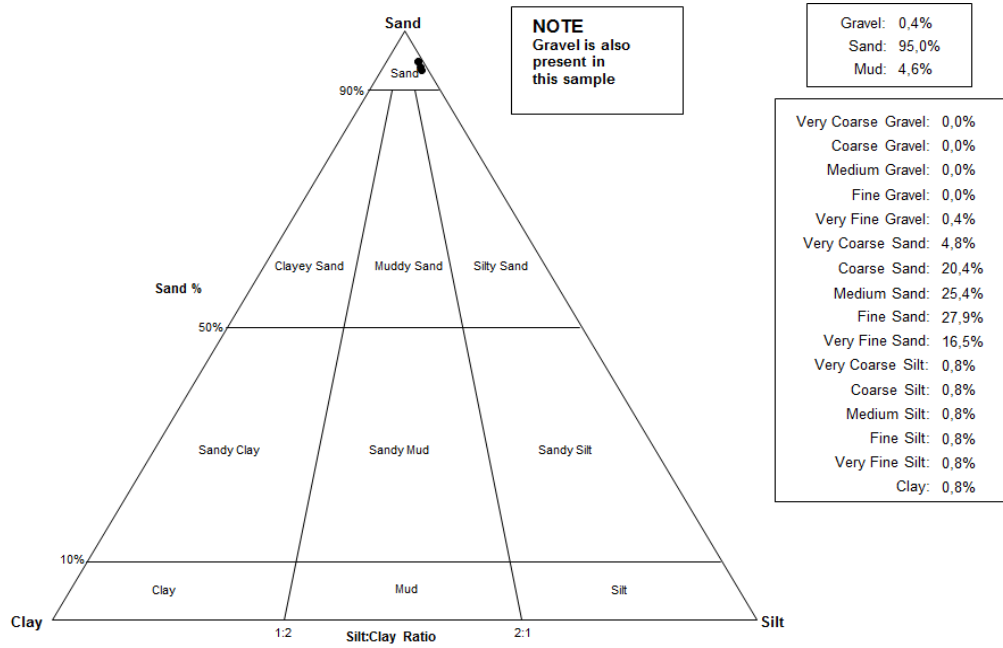 Sand
NOTE
Gravel is also
present in
this sample
Gravel: 0,4%
Sand: 95,0%
Mud: 4,6%
Sand
90%
Very Coarse Gravel: 0,0%
Coarse Gravel: 0,0%
Medium Gravel: 0,0%
Fine Gravel: 0,0%
Very Fine Gravel: 0,4%
Very Coarse Sand: 4,8%
Coarse Sand: 20,4%
Medium Sand: 25,4%
Fine Sand: 27,9%
Very Fine Sand: 16,5%
Very Coarse Silt: 0,8%
Coarse Silt: 0,8%
Medium Silt: 0,8%
Fine Silt: 0,8%
Very Fine Silt: 0,8%
Clay: 0,8%
Clayey Sand Muddy Sand Silty Sand
Sand %
50%
Sandy Clay Sandy Mud Sandy Silt
10%
Clay Mud Silt
Clay Silt
1:2 Silt:Clay Ratio 2:1